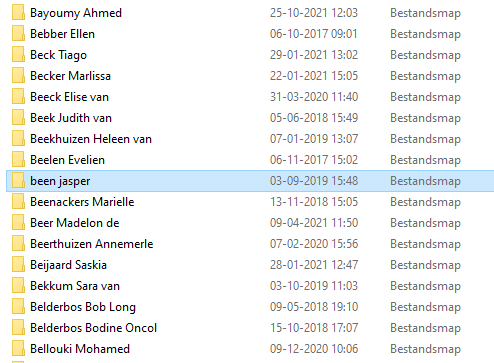 Bayoumy Ahmed 25-10-2021 12:03 Bestandsmap
Bebber Ellen 06-10-2017 09:01 Bestandsmap
Beck Tiago 29-01-2021 13:02 Bestandsmap
Becker Marlissa 22-01-2021 15:05 Bestandsmap
Beeck Elise van 31-03-2020 11:40 Bestandsmap
Beek Judith van 05-06-2018 15:49 Bestandsmap
Beekhuizen Heleen van 07-01-2019 13:07 Bestandsmap
Beelen Evelien 06-11-2017 15:02 Bestandsmap
been jasper 03-09-2019 15:48 Bestandsmap
Beenackers Marielle 13-11-2018 15:05 Bestandsmap
Beer Madelon de 09-04-2021 11:50 Bestandsmap
Beerthuizen Annemerle 07-02-2020 15:56 Bestandsmap
Beijaard Saskia 28-01-2021 12:47 Bestandsmap
Bekkum Sara van 03-10-2019 11:03 Bestandsmap
Belderbos Bob Long 09-05-2018 19:10 Bestandsmap
Belderbos Bodine Oncol 15-10-2018 17:07 Bestandsmap
Bellouki Mohamed 09-12-2020 10:06 Bestandsmap